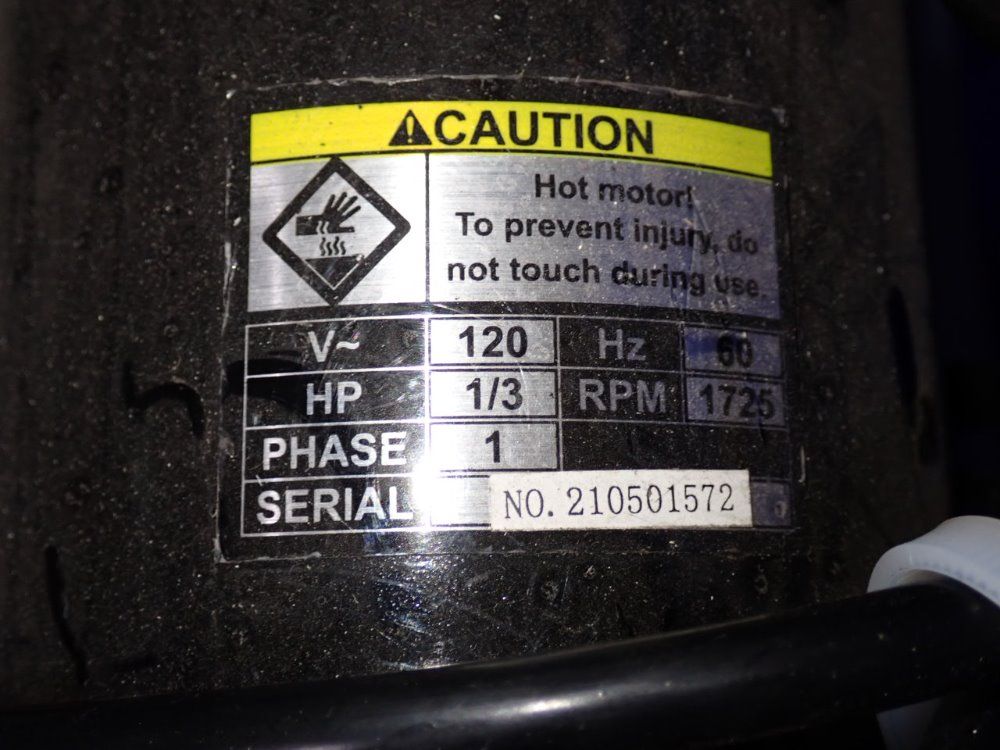 CAUTION
Hot motor!
To prevent injury, do
not touch during use.
V~ 120 Hz 60
HP 1/3 RPM 1725
PHASE 1
SERIAL NO. 210501572